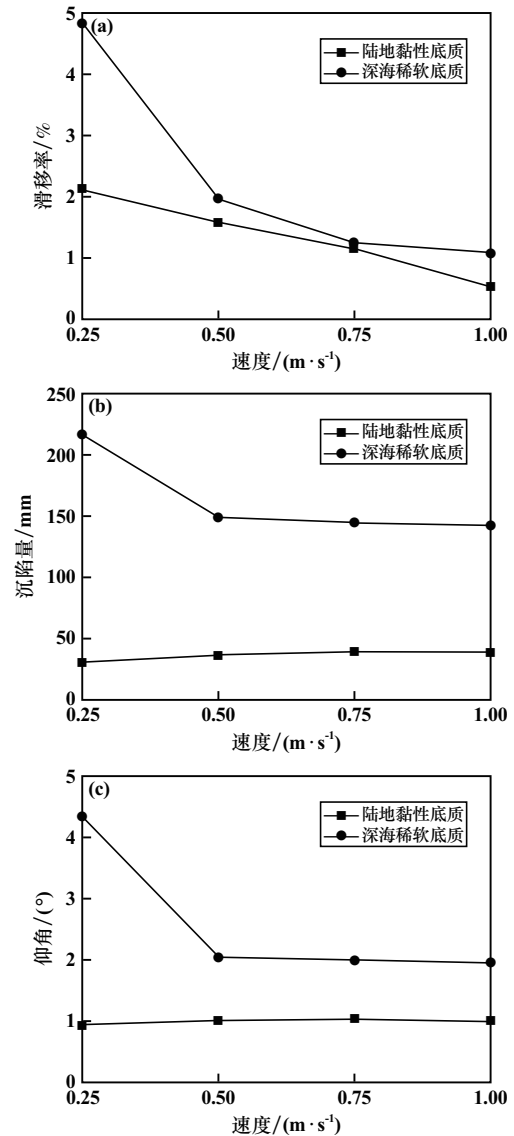 (a)
5
4
3
2
1
0
滑移率/%
陆地黏性底质
深海稀软底质
0.25 0.50 0.75 1.00
速度/(m·s⁻¹)
(b)
250
200
150
100
50
0
沉陷量/mm
陆地黏性底质
深海稀软底质
0.25 0.50 0.75 1.00
速度/(m·s⁻¹)
(c)
5
4
3
2
1
0
仰角/(°)
陆地黏性底质
深海稀软底质
0.25 0.50 0.75 1.00
速度/(m·s⁻¹)